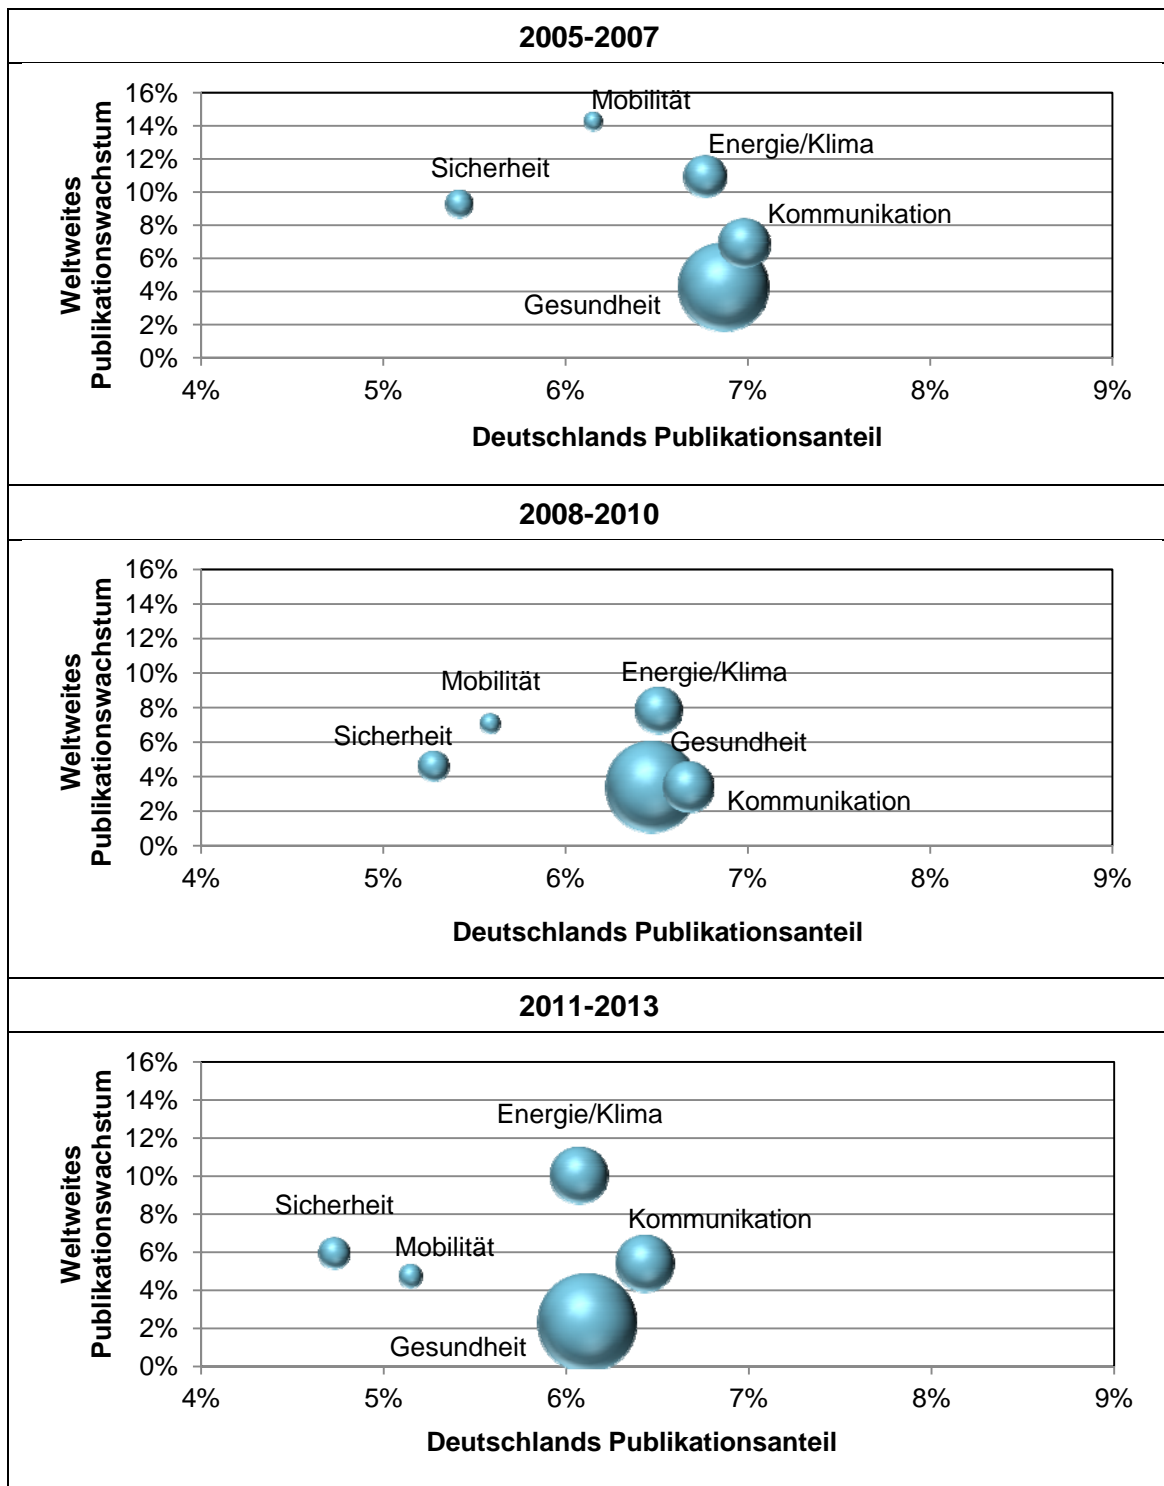 2005-2007
Weltweites
Publikationswachstum
16%
14%
12%
10%
8%
6%
4%
2%
0%
Mobilität
Energie/Klima
Sicherheit
Kommunikation
Gesundheit
4%
5%
6%
7%
8%
9%
Deutschlands Publikationsanteil
2008-2010
Weltweites
Publikationswachstum
16%
14%
12%
10%
8%
6%
4%
2%
0%
Energie/Klima
Mobilität
Sicherheit
Gesundheit
Kommunikation
4%
5%
6%
7%
8%
9%
Deutschlands Publikationsanteil
2011-2013
Weltweites
Publikationswachstum
16%
14%
12%
10%
8%
6%
4%
2%
0%
Energie/Klima
Sicherheit
Kommunikation
Mobilität
Gesundheit
4%
5%
6%
7%
8%
9%
Deutschlands Publikationsanteil